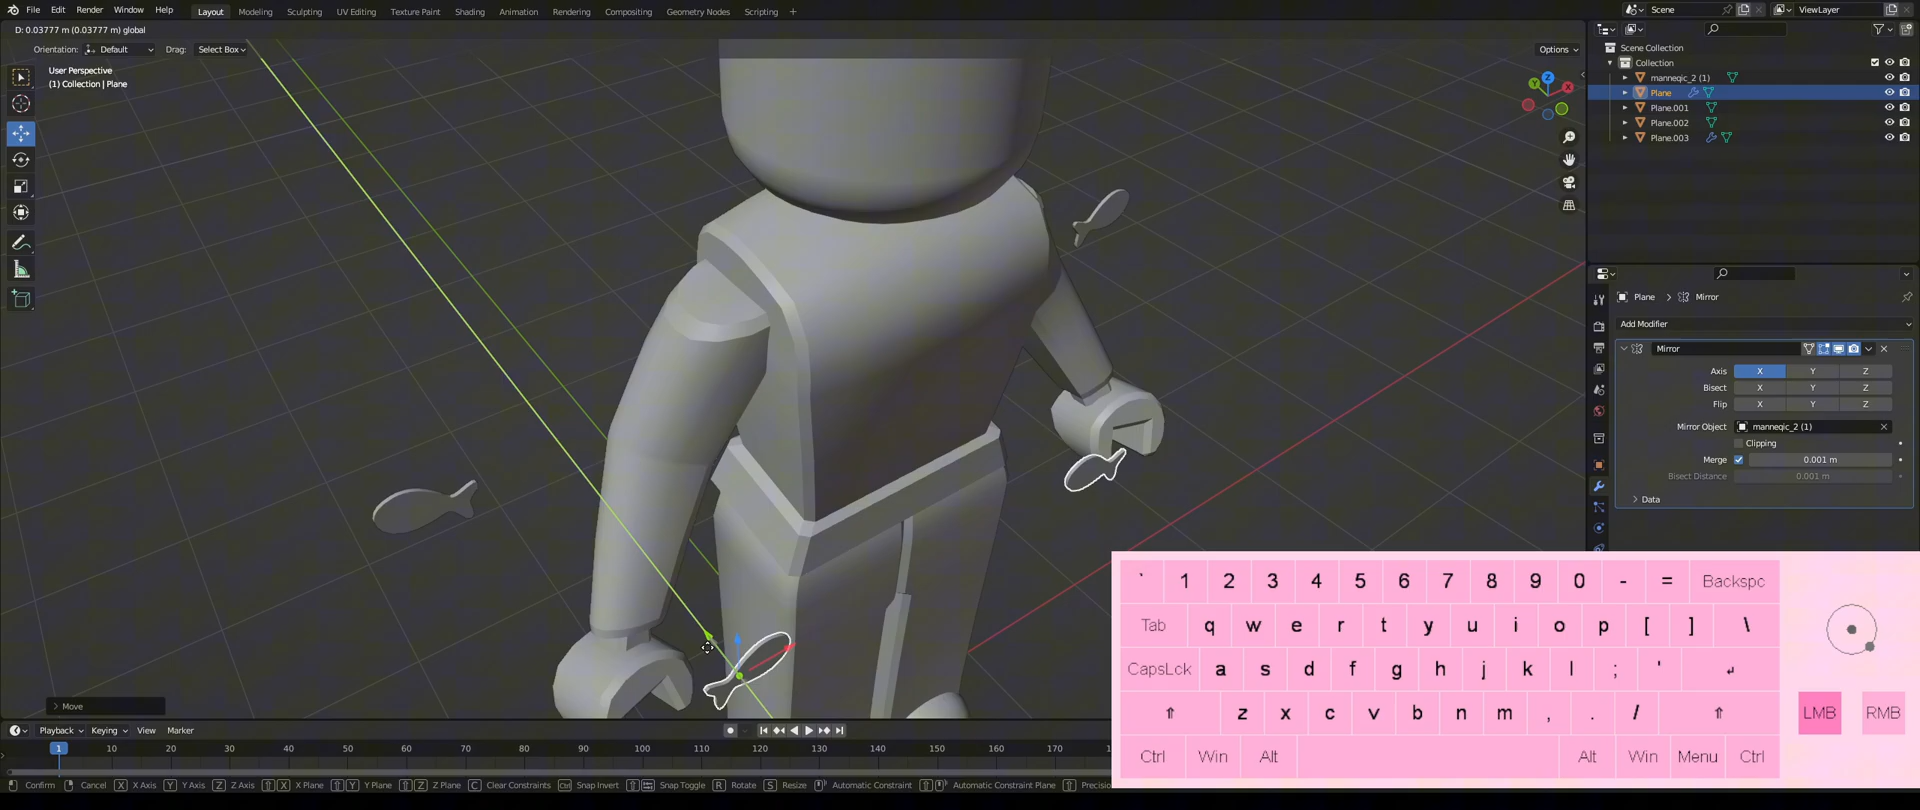 File Edit Render Window Help Layout Modeling Sculpting UV Editing Texture Paint Shading Animation Rendering Compositing Geometry Nodes Scripting + Scene ViewLayer
D: 0.03777 m (0.03777 m) global
Orientation: Default Drag: Select Box Options
User Perspective
(1) Collection | Plane
Z
Y X
Scene Collection
Collection
manneqic_2 (1)
Plane
Plane.001
Plane.002
Plane.003
Plane > Mirror
Add Modifier
Mirror
Axis X Y Z
Bisect X Y Z
Flip X Y Z
Mirror Object manneqic_2 (1)
Clipping
Merge 0.001 m
Bisect Distance 0.001 m
> Data
> Move
Playback Keying View Marker
1 10 20 30 40 50 60 70 80 90 100 110 120 130 140 150 160 170
Confirm Cancel X X Axis Y Y Axis Z Z Axis X X Plane Y Y Plane Z Z Plane C Clear Constraints Ctrl Snap Invert Snap Toggle R Rotate S Resize Automatic Constraint Automatic Constraint Plane Precision
` 1 2 3 4 5 6 7 8 9 0 - = Backspc
Tab q w e r t y u i o p [ ] \
CapsLck a s d f g h j k l ; ' ↵
⇑ z x c v b n m , . / ⇑
Ctrl Win Alt Alt Win Menu Ctrl
LMB RMB